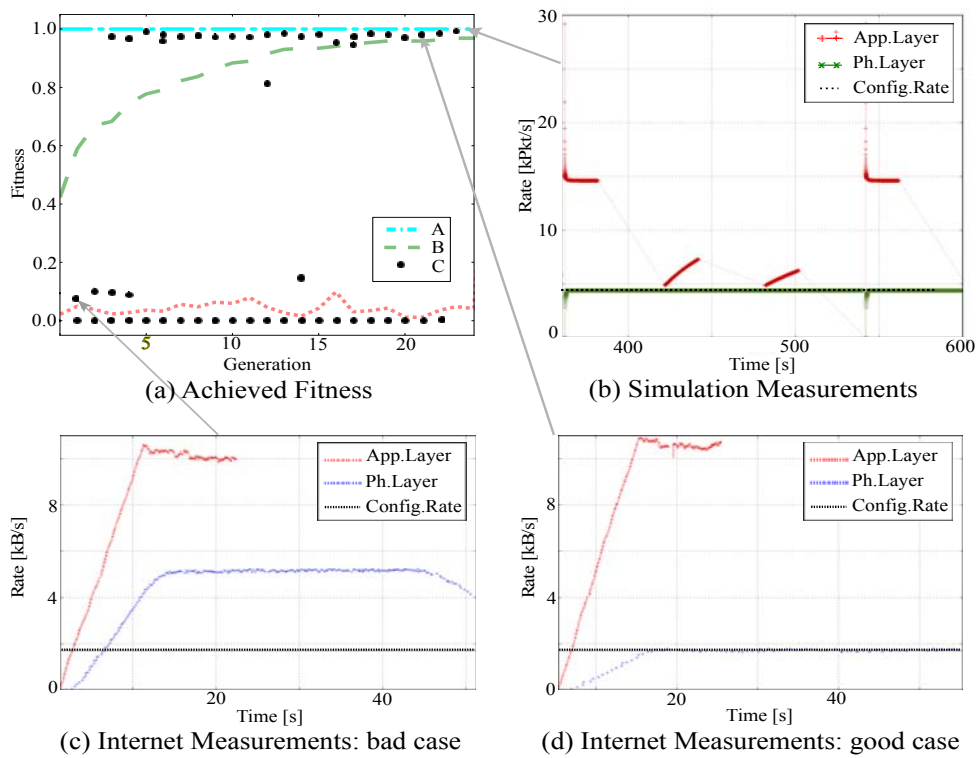 1.0
0.8
0.6
0.4
0.2
0.0
Fitness
A
B
C
5
10
15
20
Generation
(a) Achieved Fitness
30
20
10
0
Rate [kPkt/s]
App.Layer
Ph.Layer
Config.Rate
400
500
600
Time [s]
(b) Simulation Measurements
8
4
0
Rate [kB/s]
App.Layer
Ph.Layer
Config.Rate
20
40
Time [s]
(c) Internet Measurements: bad case
8
4
0
Rate [kB/s]
App.Layer
Ph.Layer
Config.Rate
20
40
Time [s]
(d) Internet Measurements: good case